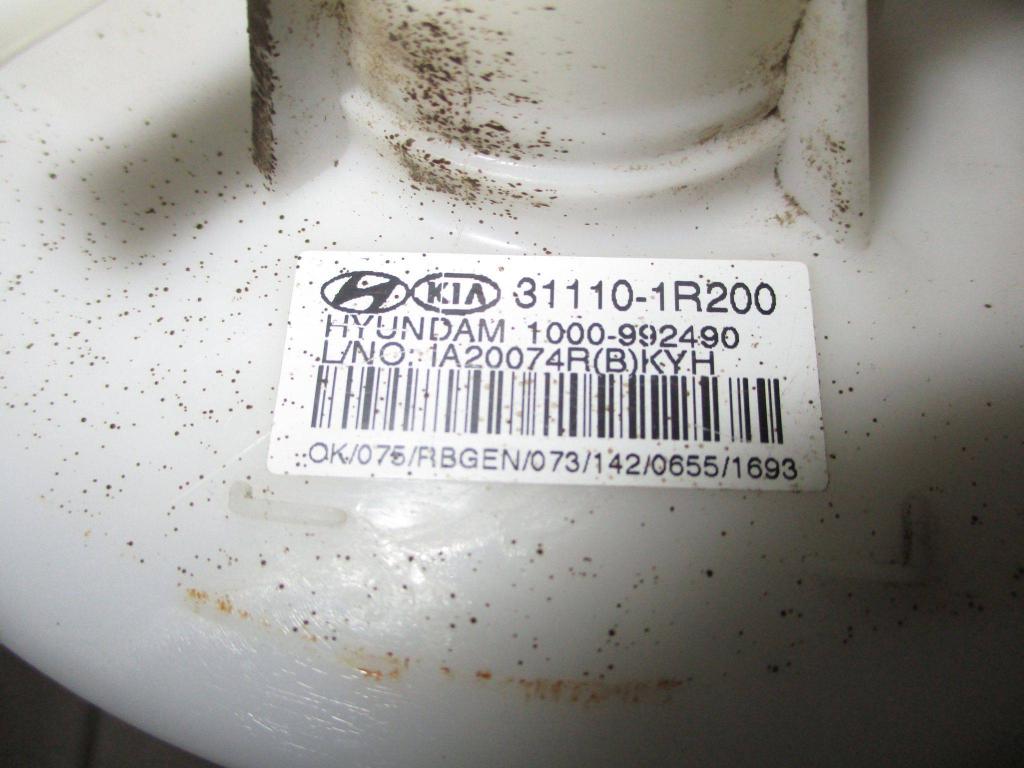 KIA 31110-1R200
HYUNDAM 1000-992490
L/NO: 1A20074R(B)KYH
OK/075/RBGEN/073/142/0655/1693